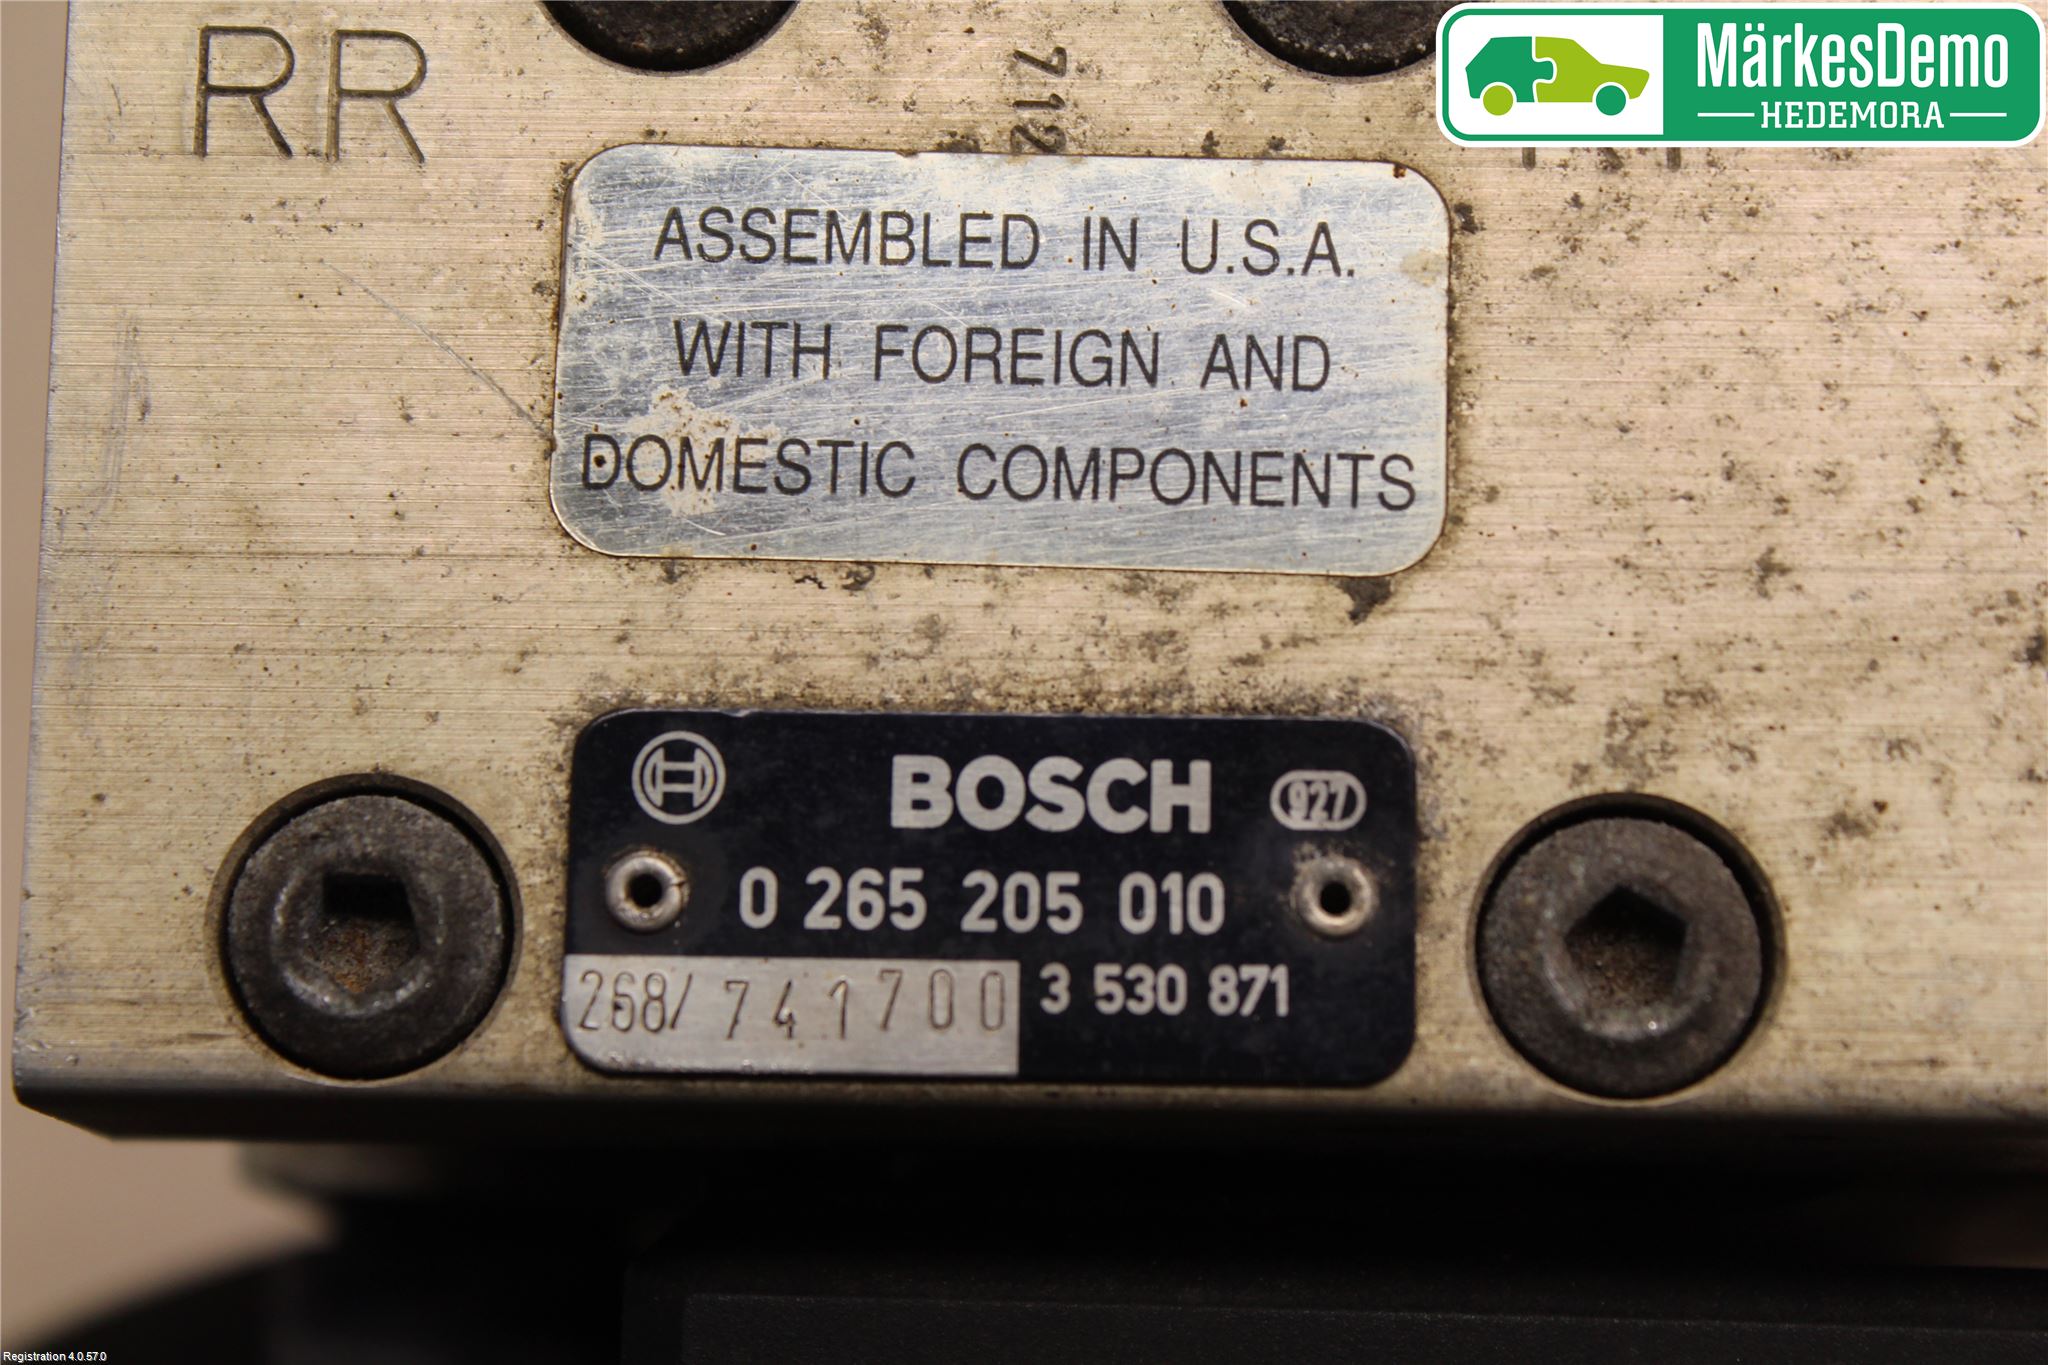 RR
712
MärkesDemo
HEDEMORA
ASSEMBLED IN U.S.A.
WITH FOREIGN AND
DOMESTIC COMPONENTS
BOSCH
927
0 265 205 010
268/741700
3 530 871
Registration 4.0.57.0